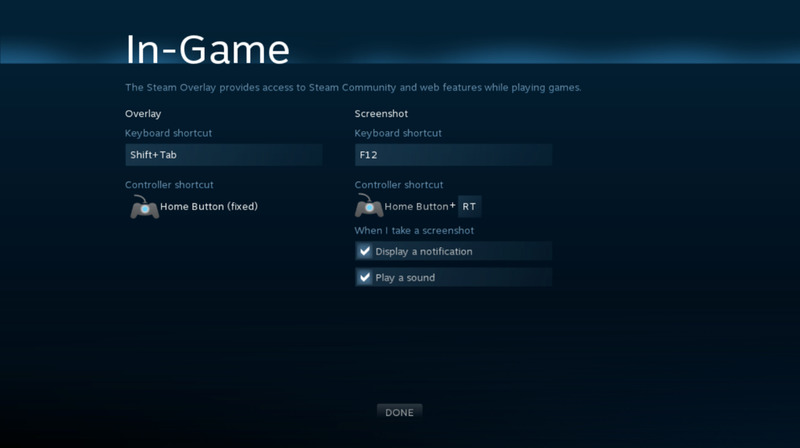 In-Game
The Steam Overlay provides access to Steam Community and web features while playing games.
Overlay
Keyboard shortcut
Shift+Tab
Controller shortcut
Home Button (fixed)
Screenshot
Keyboard shortcut
F12
Controller shortcut
Home Button+ RT
When I take a screenshot
Display a notification
Play a sound
DONE